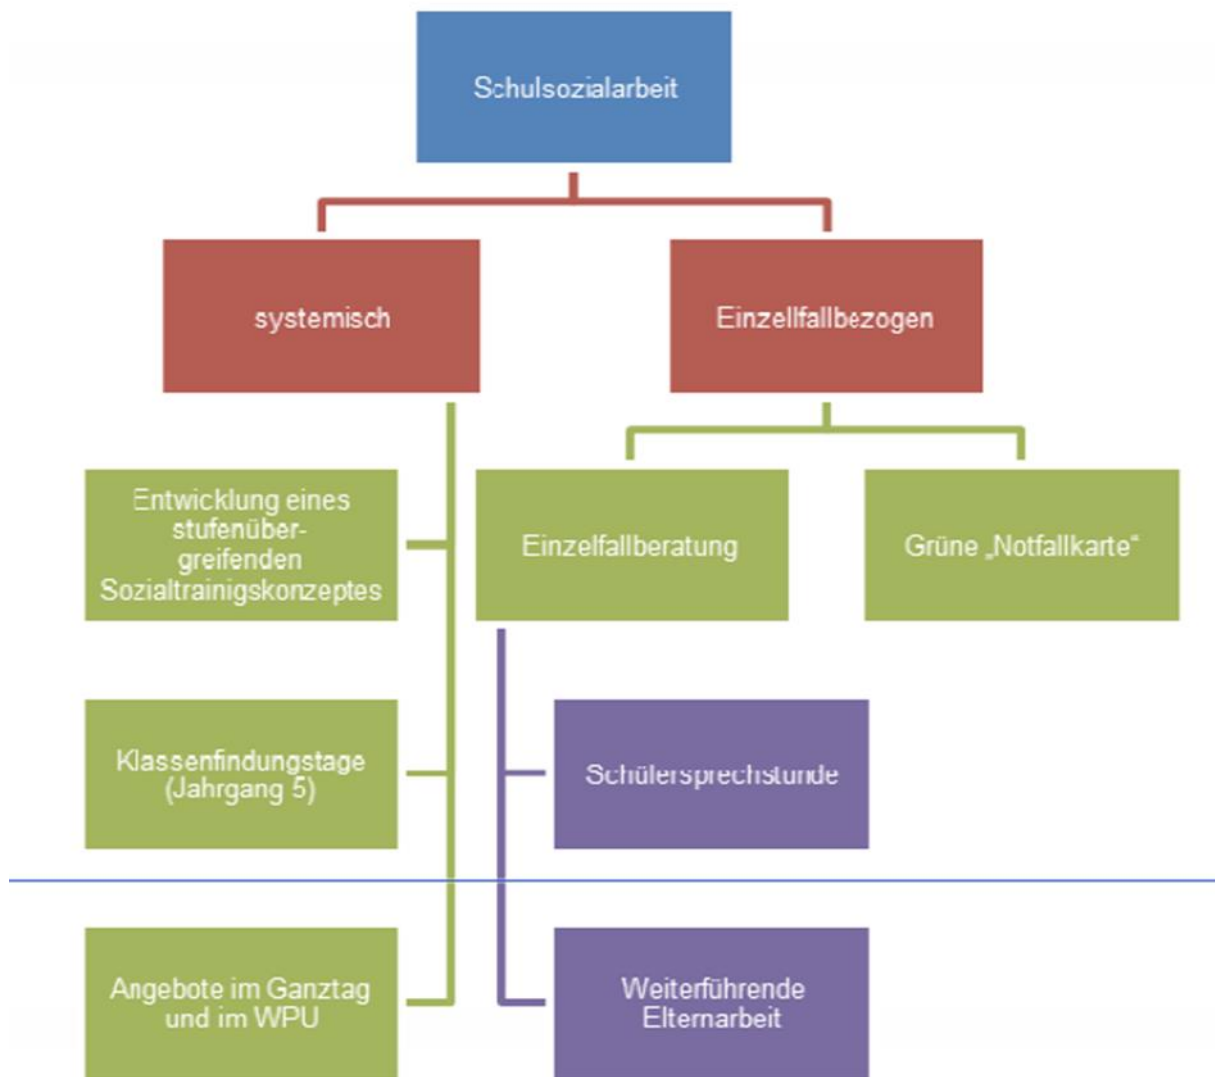 Schulsozialarbeit
systemisch
Einzellfallbezogen
Entwicklung eines
stufenüber-
greifenden
Sozialtrainigskonzeptes
Einzelfallberatung
Grüne „Notfallkarte“
Klassenfindungstage
(Jahrgang 5)
Schülersprechstunde
Angebote im Ganztag
und im WPU
Weiterführende
Elternarbeit